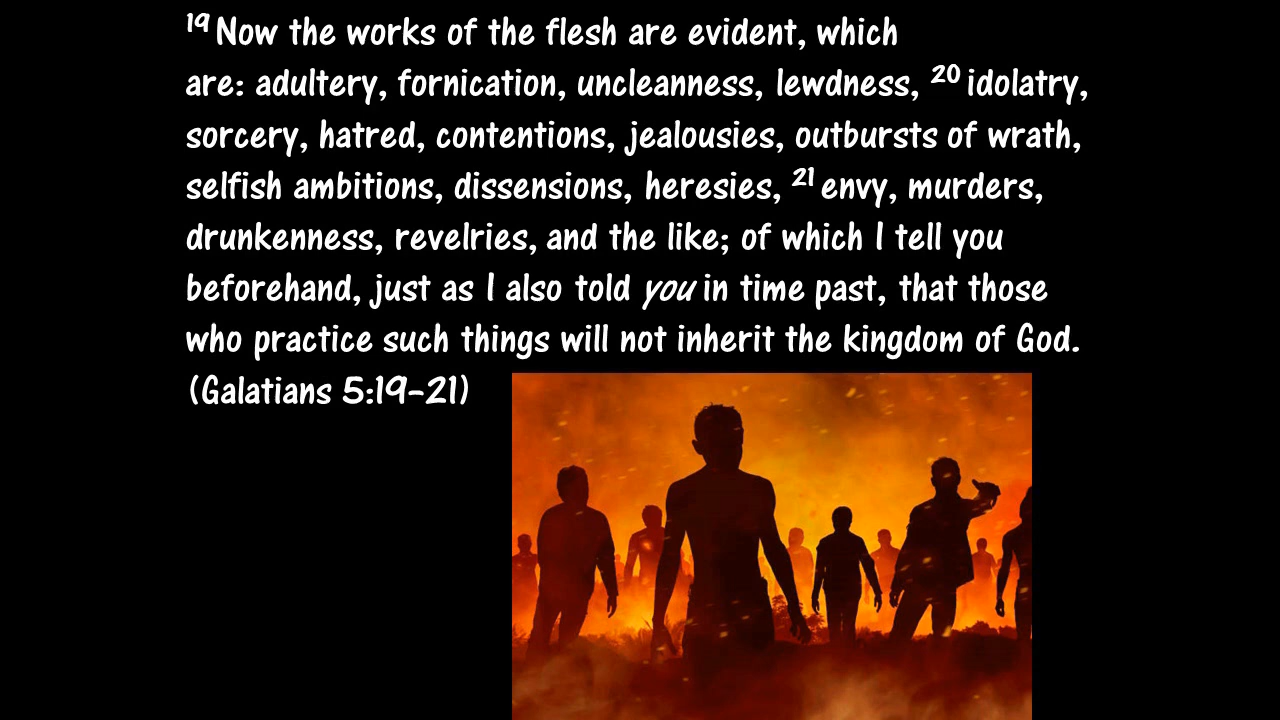 19 Now the works of the flesh are evident, which
are: adultery, fornication, uncleanness, lewdness, 20 idolatry,
sorcery, hatred, contentions, jealousies, outbursts of wrath,
selfish ambitions, dissensions, heresies, 21 envy, murders,
drunkenness, revelries, and the like; of which I tell you
beforehand, just as I also told you in time past, that those
who practice such things will not inherit the kingdom of God.
(Galatians 5:19-21)